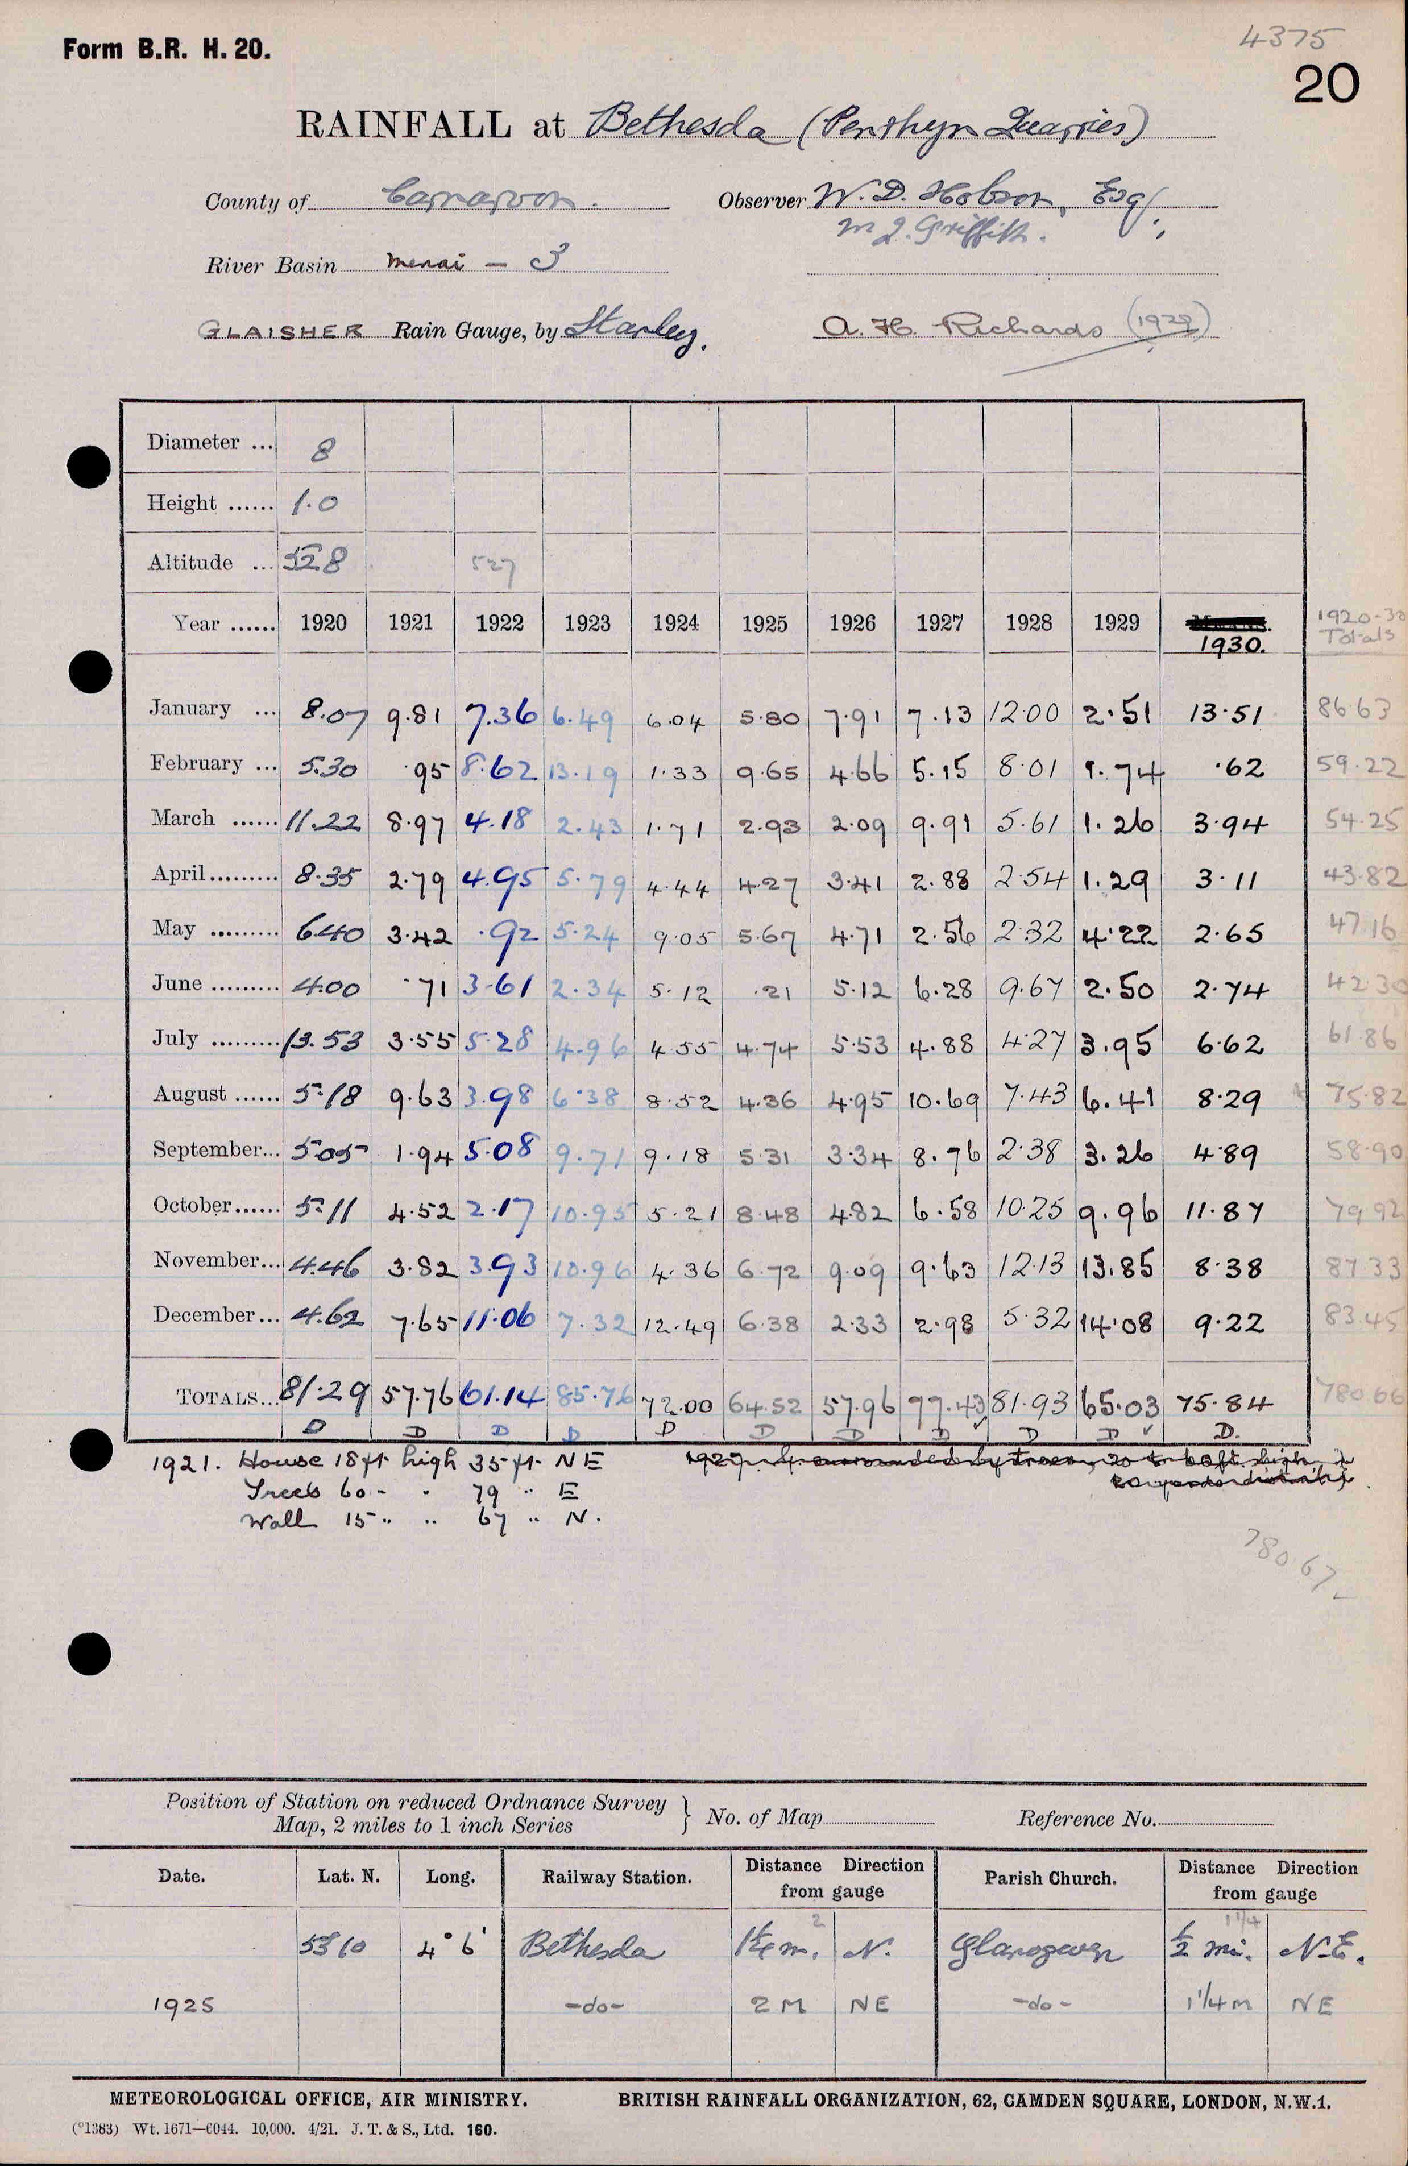 4375
Form B.R. H. 20.
20
RAINFALL at Bethesda (Penrhyn Quarries)
County of Carnarvon. Observer W. D. Hobson, Esq.,
M J. Griffith.
River Basin Menai - 3
GLAISHER Rain Gauge, by Stanley. A. H. Richards (1929)
Diameter ... 8
Height ...... 1.0
Altitude ... 528 527
Year ...... 1920 1921 1922 1923 1924 1925 1926 1927 1928 1929 1930. 1920-30 Totals
January ... 8.07 9.81 7.36 6.49 6.04 5.80 7.91 7.13 12.00 2.51 13.51 86.63
February ... 5.30 .95 8.62 13.19 1.33 9.65 4.66 5.15 8.01 1.74 .62 59.22
March ...... 11.22 8.97 4.18 2.43 1.71 2.93 2.09 9.91 5.61 1.26 3.94 54.25
April......... 8.35 2.79 4.95 5.79 4.44 4.27 3.41 2.88 2.54 1.29 3.11 43.82
May ......... 6.40 3.42 .92 5.24 9.05 5.67 4.71 2.56 2.32 4.22 2.65 47.16
June ......... 4.00 .71 3.61 2.34 5.12 .21 5.12 6.28 9.67 2.50 2.74 42.30
July ......... 13.53 3.55 5.28 4.96 4.55 4.74 5.53 4.88 4.27 3.95 6.62 61.86
August ...... 5.18 9.63 3.98 6.38 8.52 4.36 4.95 10.69 7.43 6.41 8.29 75.82
September... 5.05 1.94 5.08 9.71 9.18 5.31 3.34 8.76 2.38 3.26 4.89 58.90
October...... 5.11 4.52 2.17 10.95 5.21 8.48 4.82 6.58 10.25 9.96 11.87 79.92
November... 4.46 3.82 3.93 10.96 4.36 6.72 9.09 9.63 12.13 13.85 8.38 87.33
December... 4.62 7.65 11.06 7.32 12.49 6.38 2.33 2.98 5.32 14.08 9.22 83.45
TOTALS... 81.29 57.76 61.14 85.76 72.00 64.52 57.96 77.43 81.93 65.03 75.84 780.66
D D D D D D D D D D D.
1921. House 18 ft. high 35 ft. NE
Trees 60 - " 79 " E
Wall 15 " " 67 " N.
780.67
Position of Station on reduced Ordnance Survey Map, 2 miles to 1 inch Series } No. of Map Reference No.
Date. Lat. N. Long. Railway Station. Distance Direction from gauge Parish Church. Distance Direction from gauge
2 1 1/4
53 10 4° 6' Bethesda 1 1/4 m. N. Glanogwen 1/2 mi. N.E.
1925 -do- 2 M NE -do- 1 1/4 m NE
METEOROLOGICAL OFFICE, AIR MINISTRY. BRITISH RAINFALL ORGANIZATION, 62, CAMDEN SQUARE, LONDON, N.W.1.
(*1383) Wt. 1671—6044. 10,000. 4/21. J. T. & S., Ltd. 160.